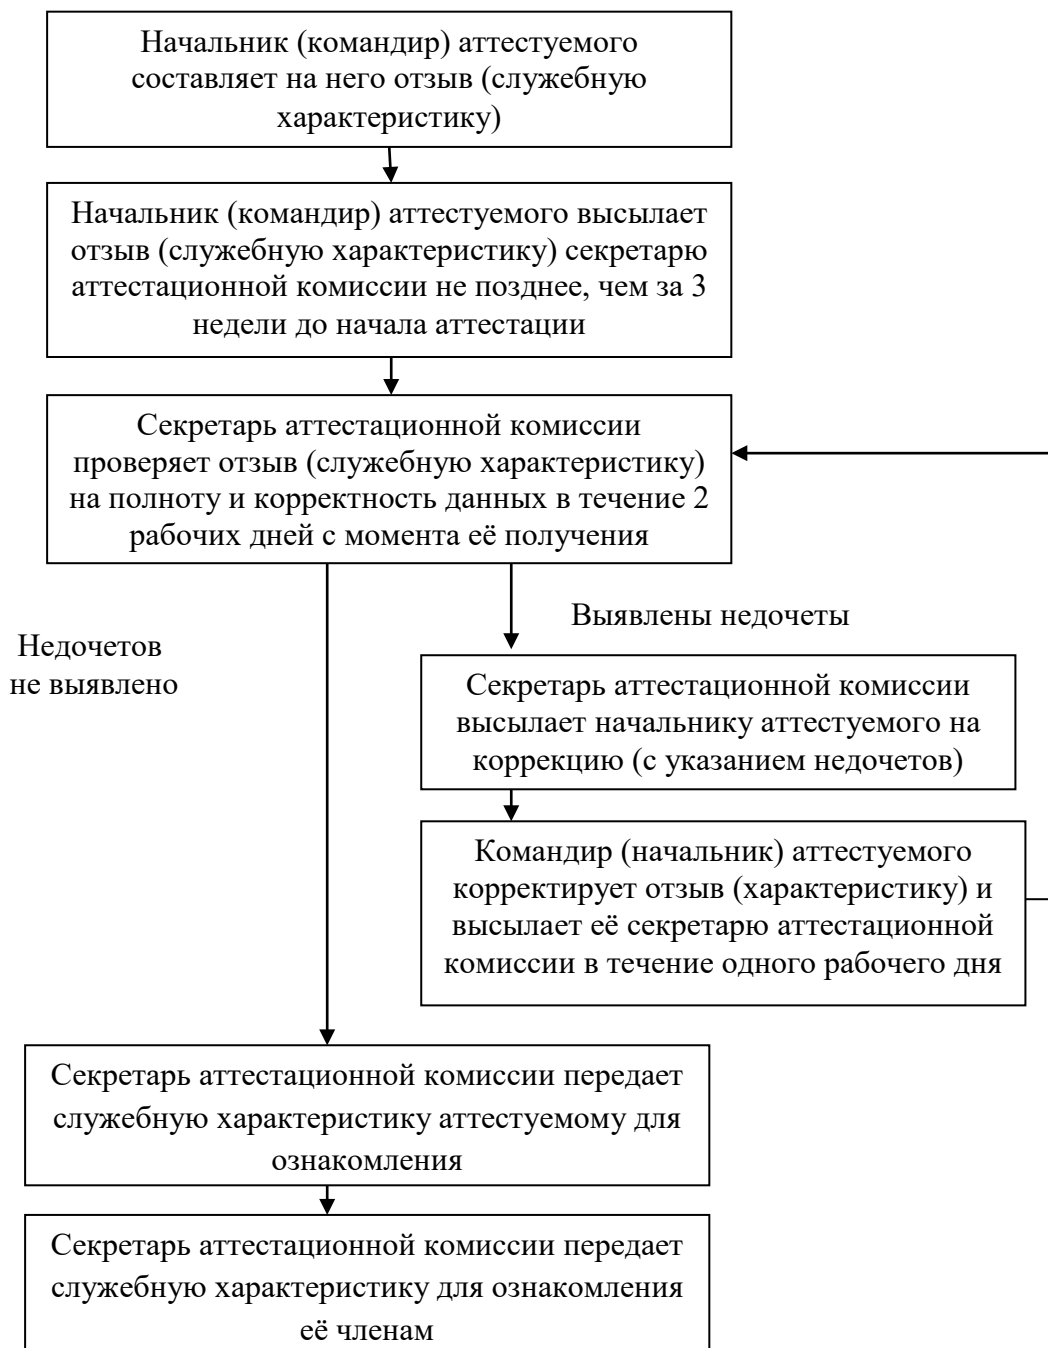 Начальник (командир) аттестуемого
составляет на него отзыв (служебную
характеристику)
Начальник (командир) аттестуемого высылает
отзыв (служебную характеристику) секретарю
аттестационной комиссии не позднее, чем за 3
недели до начала аттестации
Секретарь аттестационной комиссии
проверяет отзыв (служебную характеристику)
на полноту и корректность данных в течение 2
рабочих дней с момента её получения
Выявлены недочеты
Недочетов
не выявлено
Секретарь аттестационной комиссии
высылает начальнику аттестуемого на
коррекцию (с указанием недочетов)
Командир (начальник) аттестуемого
корректирует отзыв (характеристику) и
высылает её секретарю аттестационной
комиссии в течение одного рабочего дня
Секретарь аттестационной комиссии передает
служебную характеристику аттестуемому для
ознакомления
Секретарь аттестационной комиссии передает
служебную характеристику для ознакомления
её членам